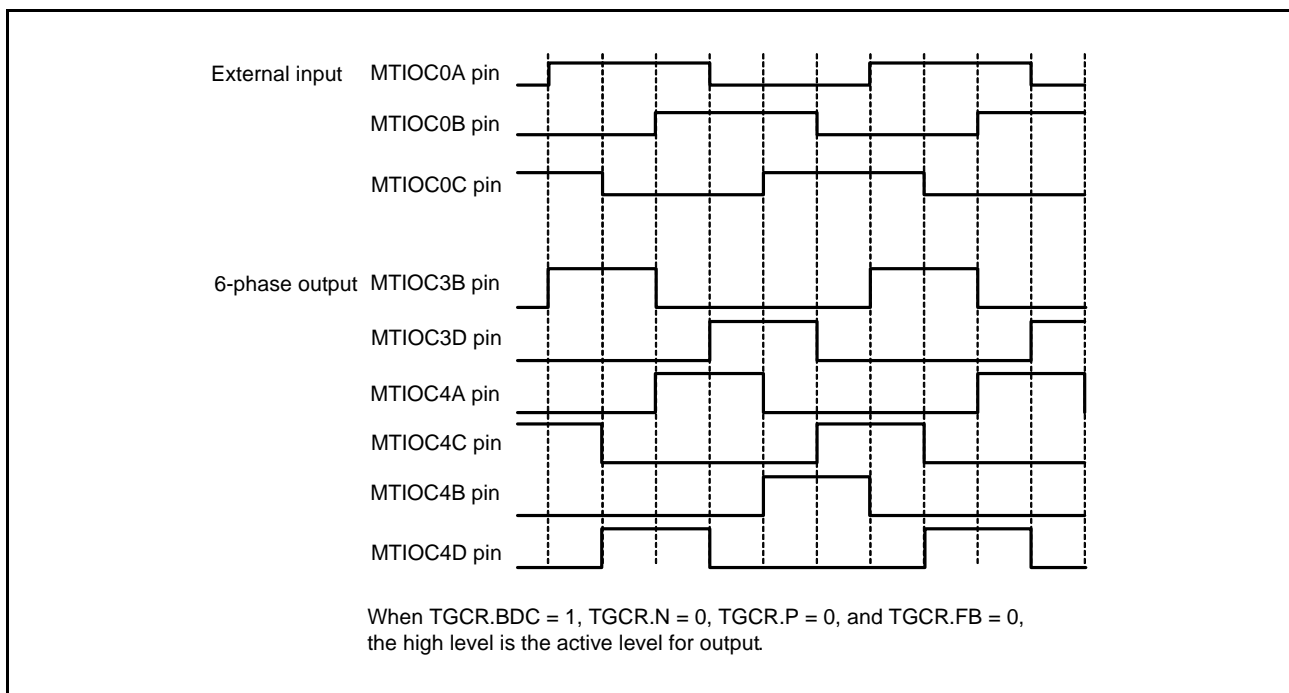 External input MTIOC0A pin
MTIOC0B pin
MTIOC0C pin
6-phase output MTIOC3B pin
MTIOC3D pin
MTIOC4A pin
MTIOC4C pin
MTIOC4B pin
MTIOC4D pin
When TGCR.BDC = 1, TGCR.N = 0, TGCR.P = 0, and TGCR.FB = 0,
the high level is the active level for output.